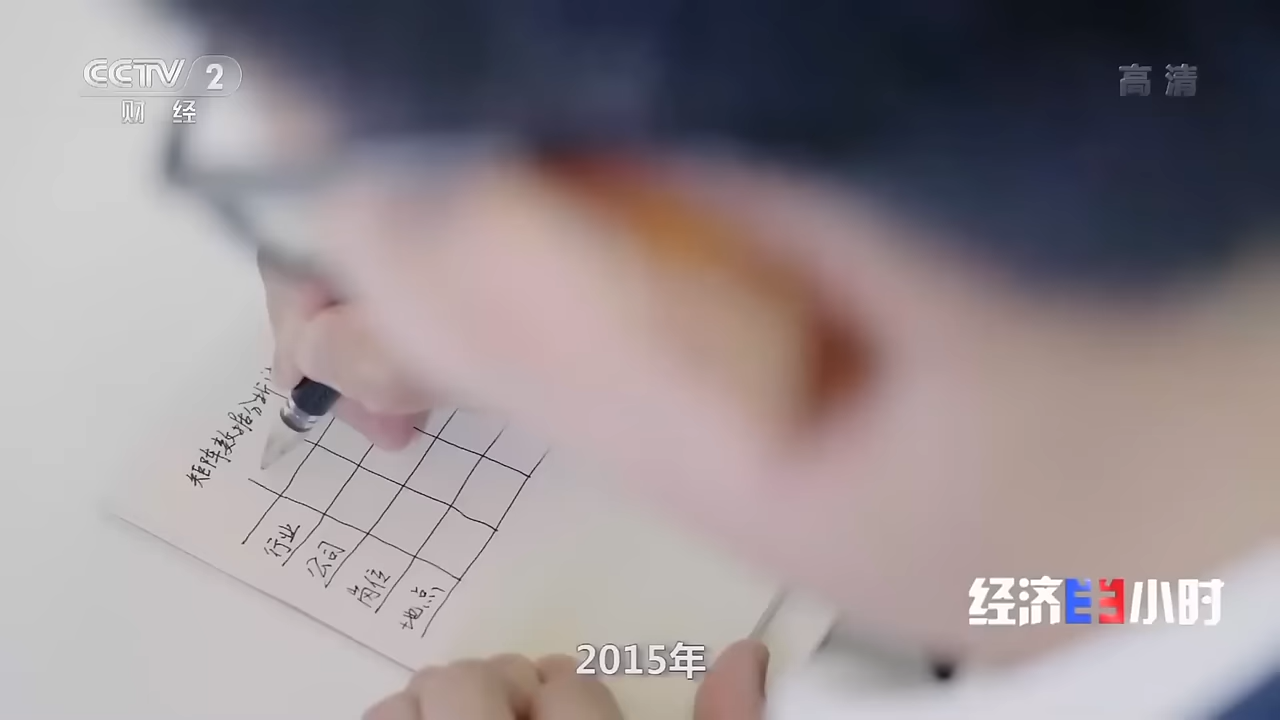 CCTV 2
财 经
高清
矩阵数据分析
行业
公司
岗位
地点
经济半小时
2015年